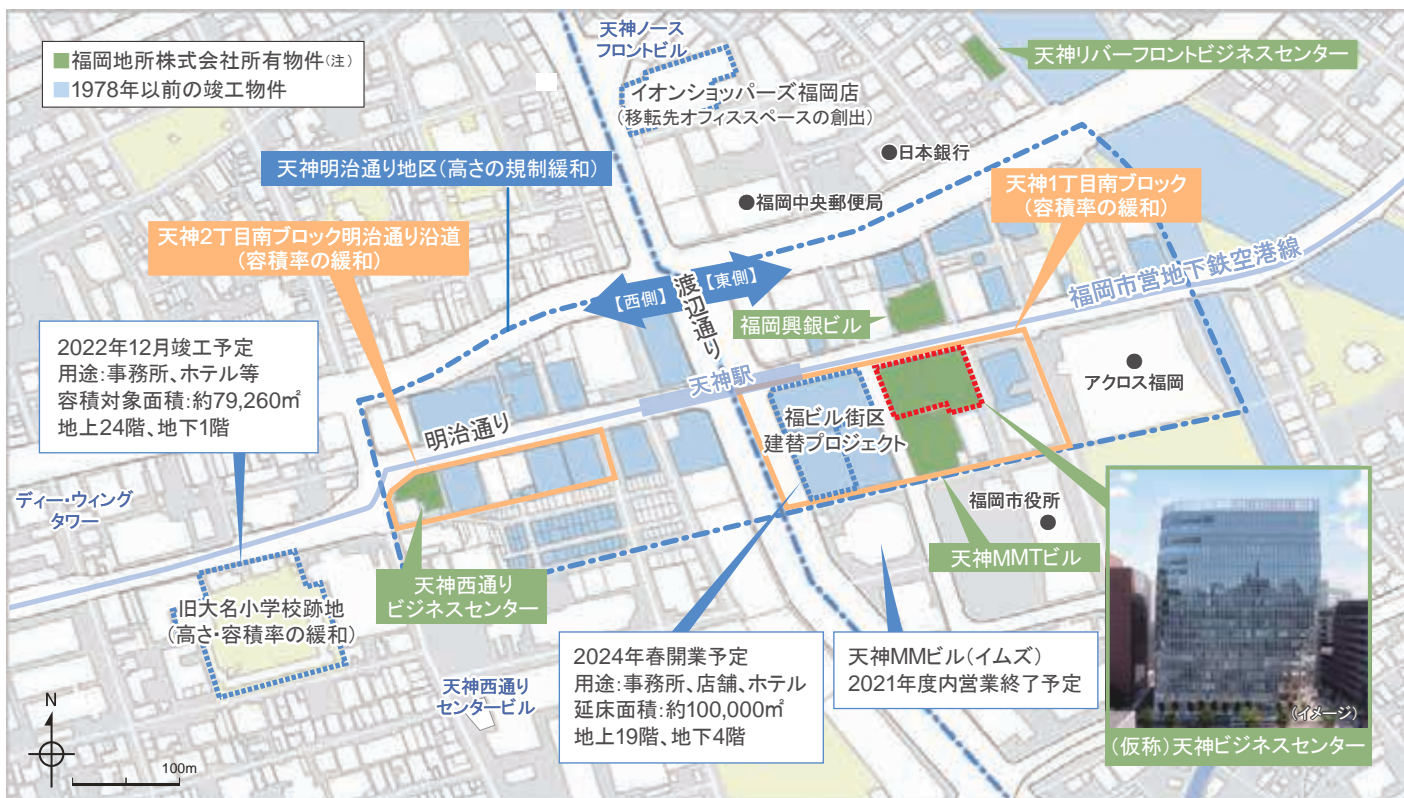 福岡地所株式会社所有物件(注)
1978年以前の竣工物件
天神ノース
フロントビル
イオンショッパーズ福岡店
(移転先オフィススペースの創出)
天神リバーフロントビジネスセンター
●日本銀行
●福岡中央郵便局
天神明治通り地区(高さの規制緩和)
天神1丁目南ブロック
(容積率の緩和)
天神2丁目南ブロック明治通り沿道
(容積率の緩和)
【西側】
【東側】
渡辺通り
福岡市営地下鉄空港線
福岡興銀ビル
天神駅
明治通り
アクロス福岡
2022年12月竣工予定
用途:事務所、ホテル等
容積対象面積:約79,260㎡
地上24階、地下1階
福ビル街区
建替プロジェクト
ディー・ウィング
タワー
福岡市役所
天神MMTビル
天神西通り
ビジネスセンター
旧大名小学校跡地
(高さ・容積率の緩和)
天神西通り
センタービル
2024年春開業予定
用途:事務所、店舗、ホテル
延床面積:約100,000㎡
地上19階、地下4階
天神MMビル(イムズ)
2021年度内営業終了予定
(イメージ)
(仮称)天神ビジネスセンター
N
100m